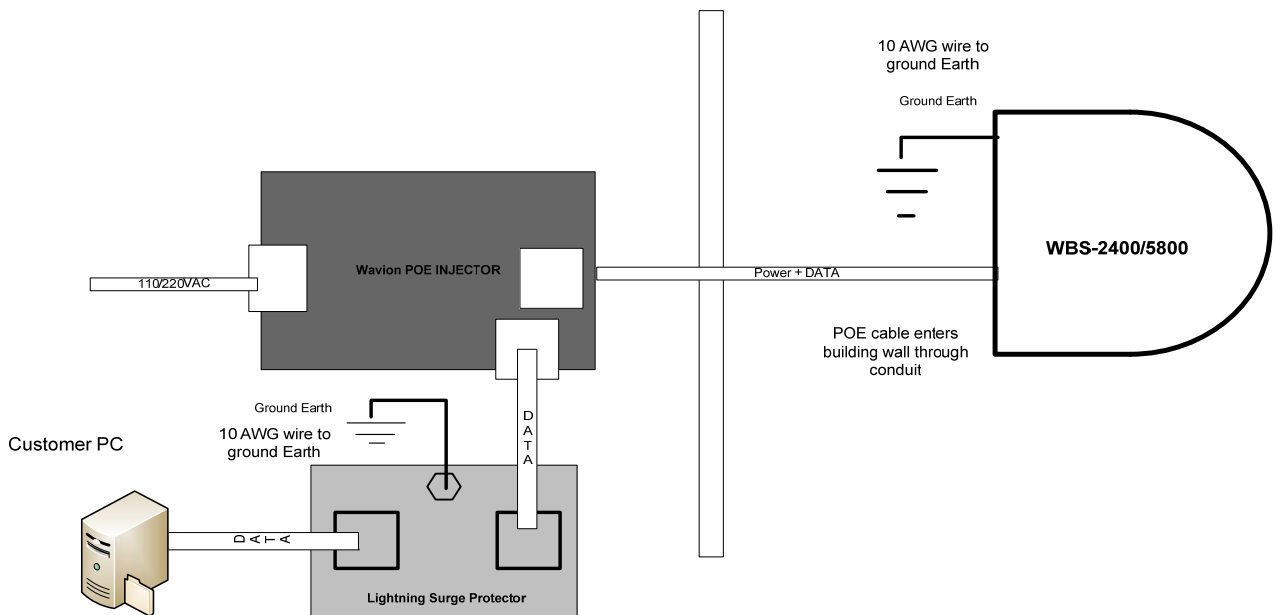 10 AWG wire to
ground Earth
Ground Earth
WBS-2400/5800
Wavion POE INJECTOR
110/220VAC
Power + DATA
POE cable enters
building wall through
conduit
DATA
Ground Earth
10 AWG wire to
ground Earth
Customer PC
DATA
Lightning Surge Protector